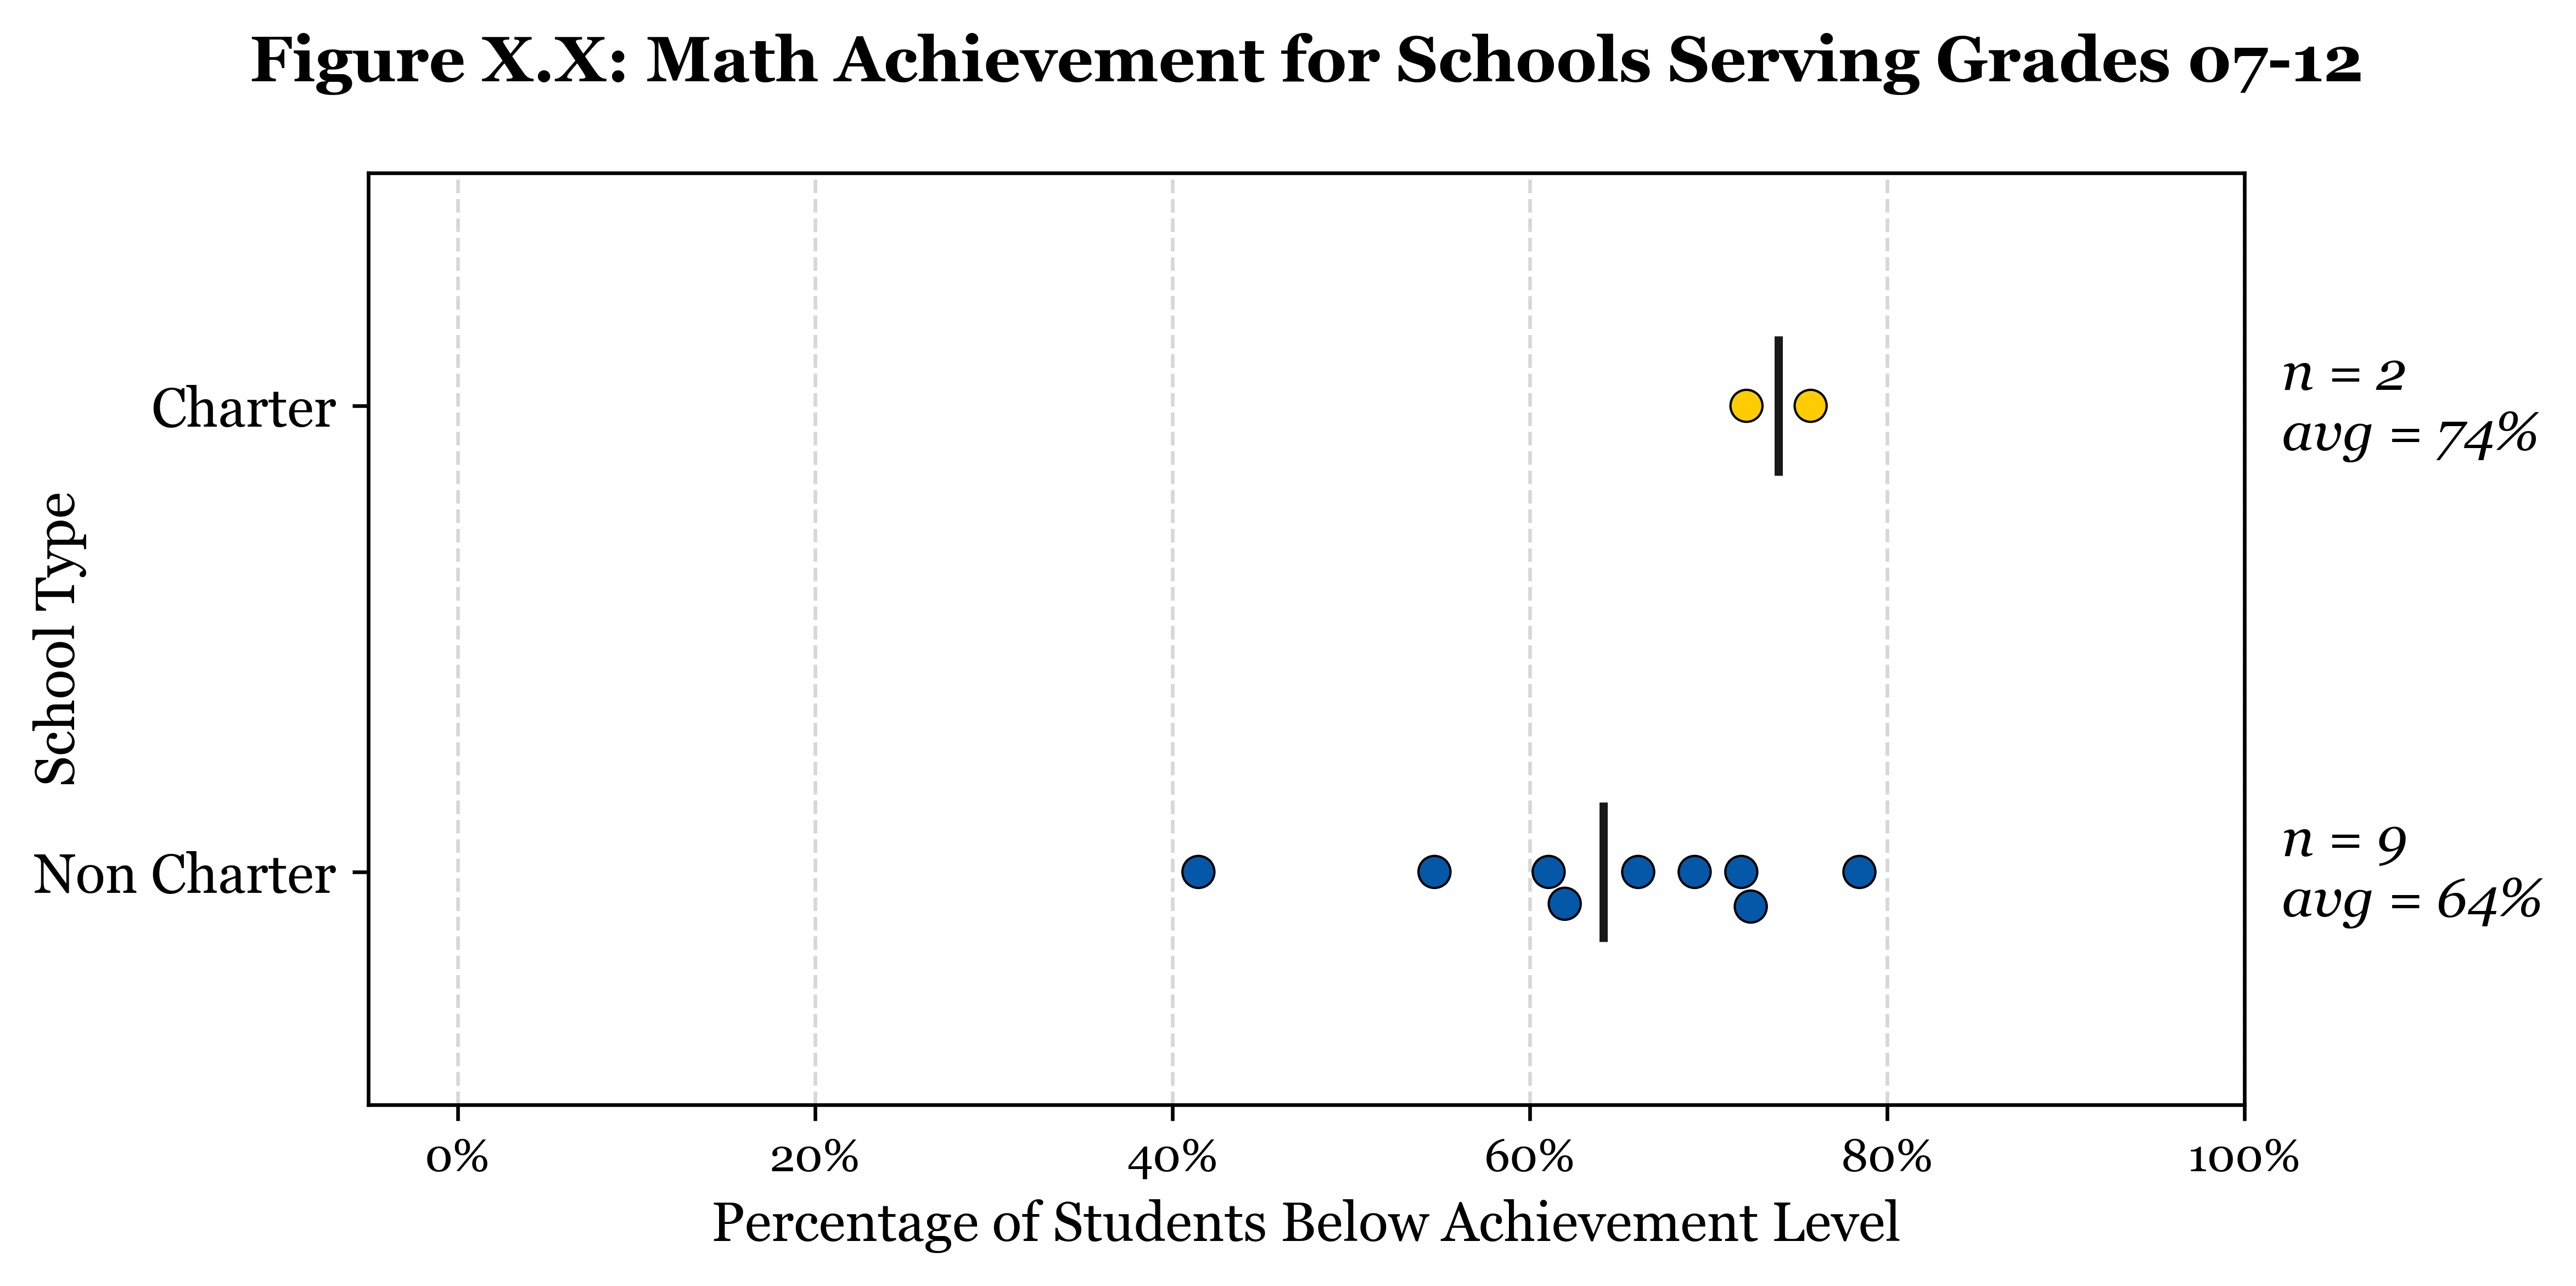 Figure X.X: Math Achievement for Schools Serving Grades 07-12
School Type
Charter
n = 2
avg = 74%
Non Charter
n = 9
avg = 64%
0% 20% 40% 60% 80% 100%
Percentage of Students Below Achievement Level